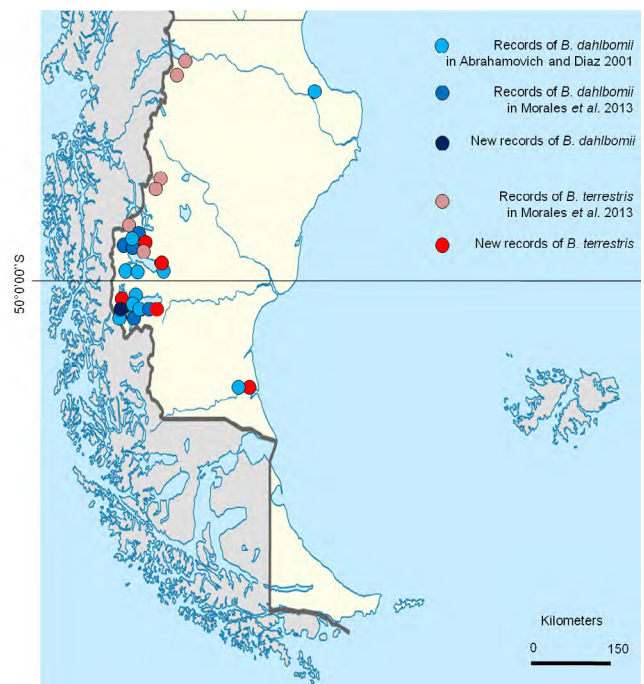 Records of B. dahlbomii
in Abrahamovich and Diaz 2001
Records of B. dahlbomii
in Morales et al. 2013
New records of B. dahlbomii
Records of B. terrestris
in Morales et al. 2013
New records of B. terrestris
50°0'00"S
Kilometers
0 150